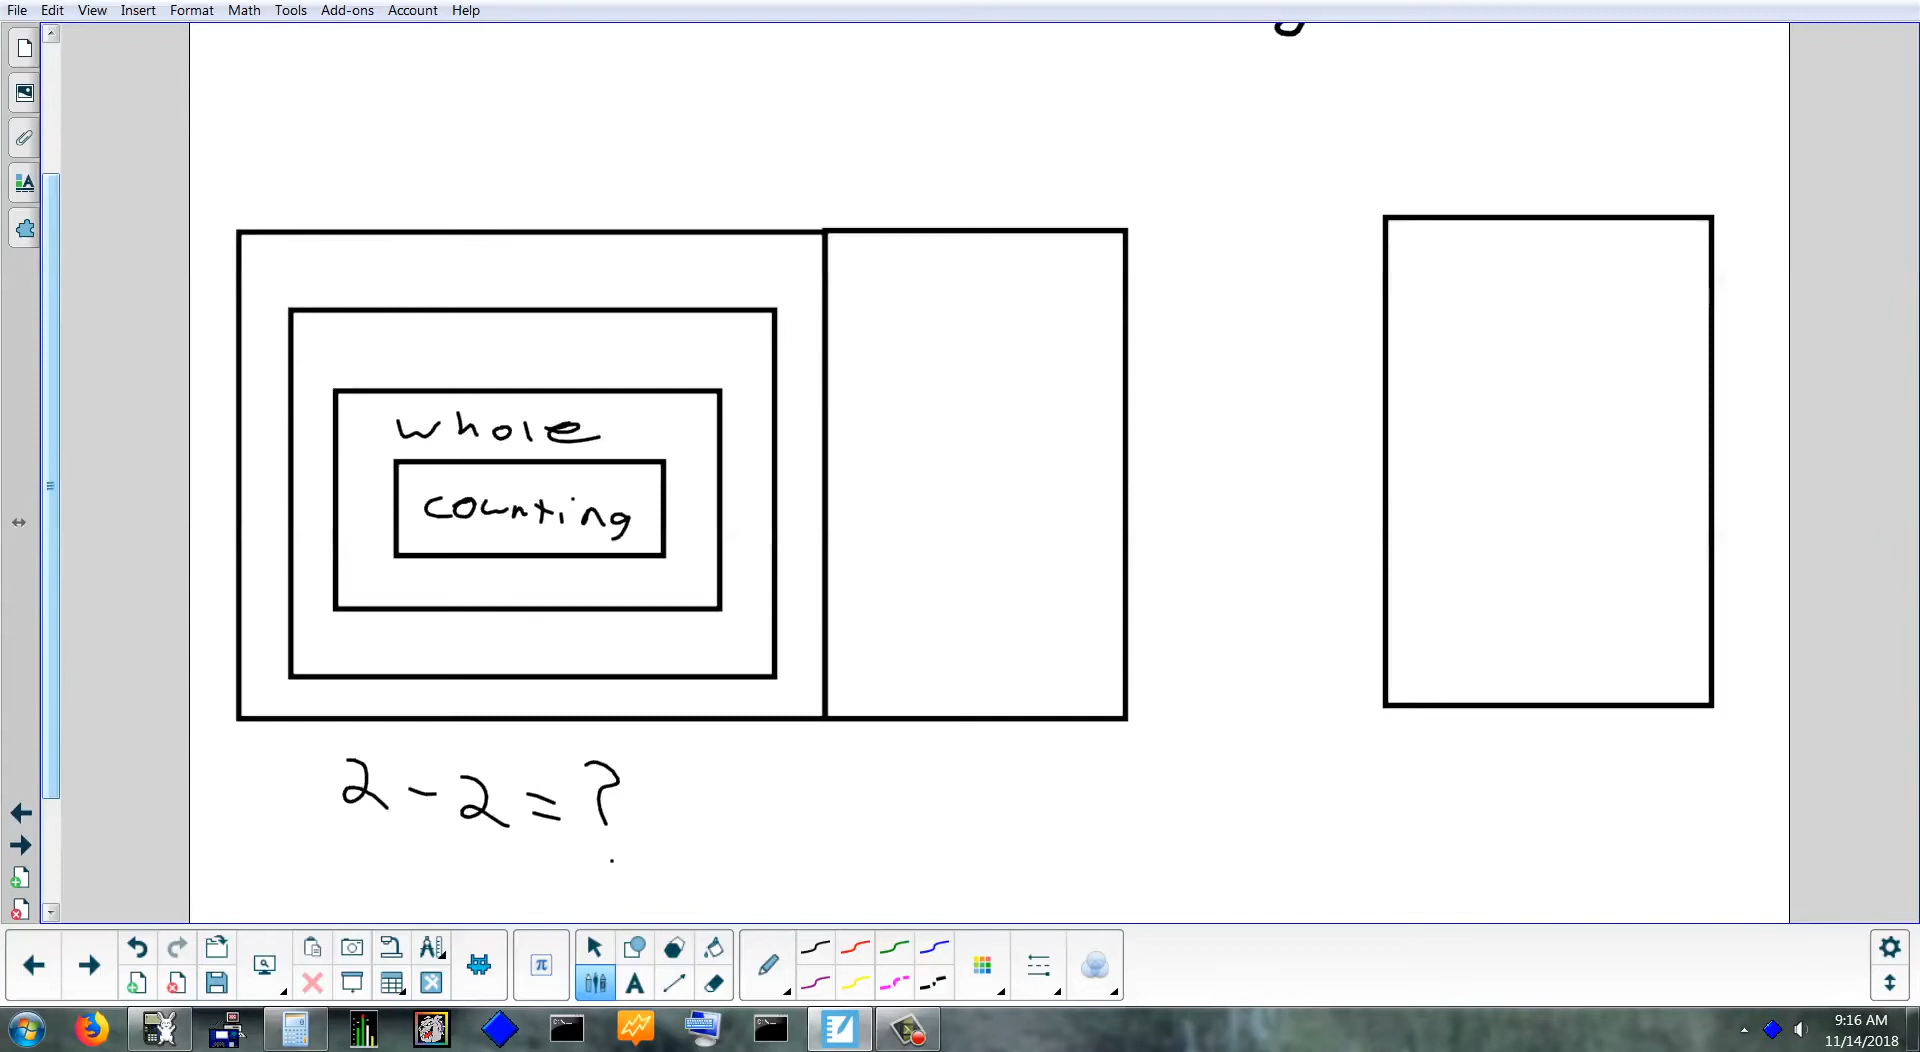 File Edit View Insert Format Math Tools Add-ons Account Help
whole
counting
2 - 2 = ?
9:16 AM
11/14/2018